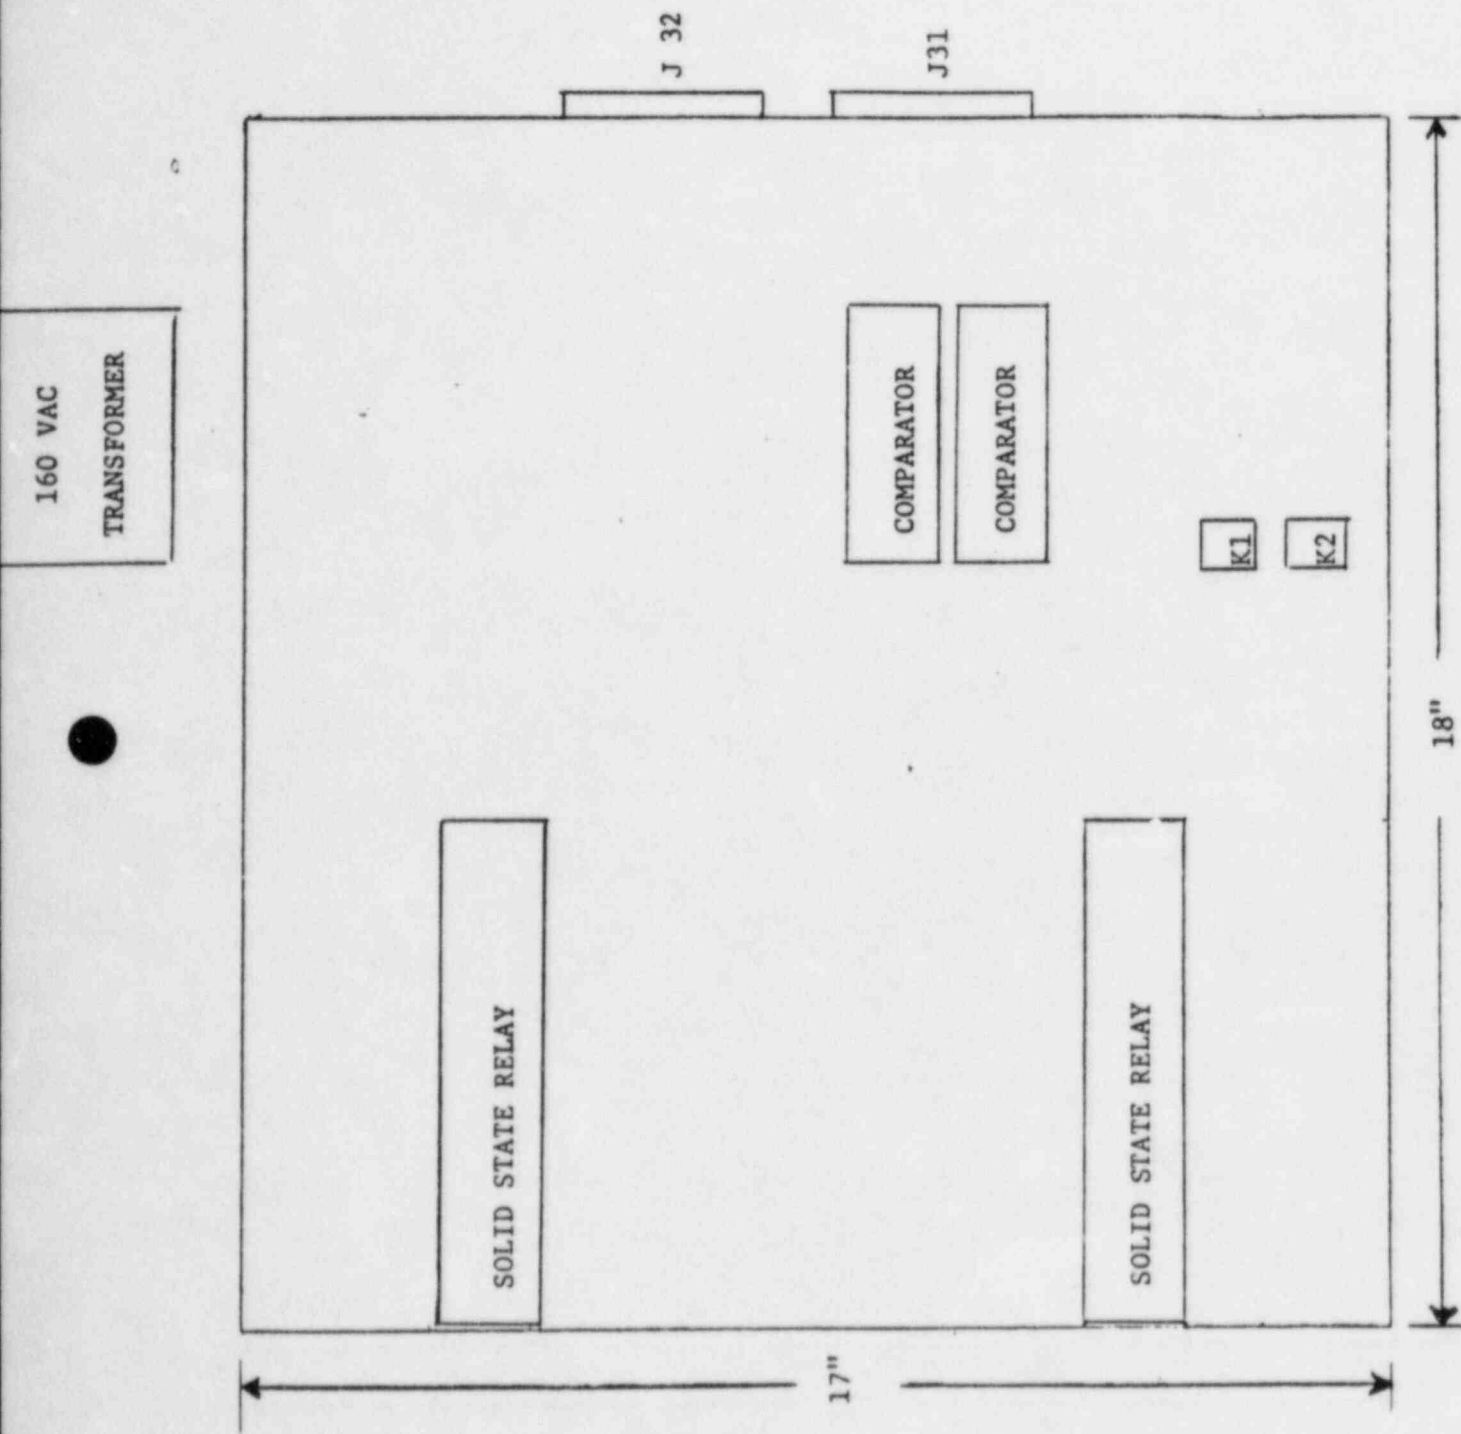 160 VAC
TRANSFORMER
SOLID STATE RELAY
COMPARATOR
COMPARATOR
SOLID STATE RELAY
K1
K2
J 32
J31
17"
18"